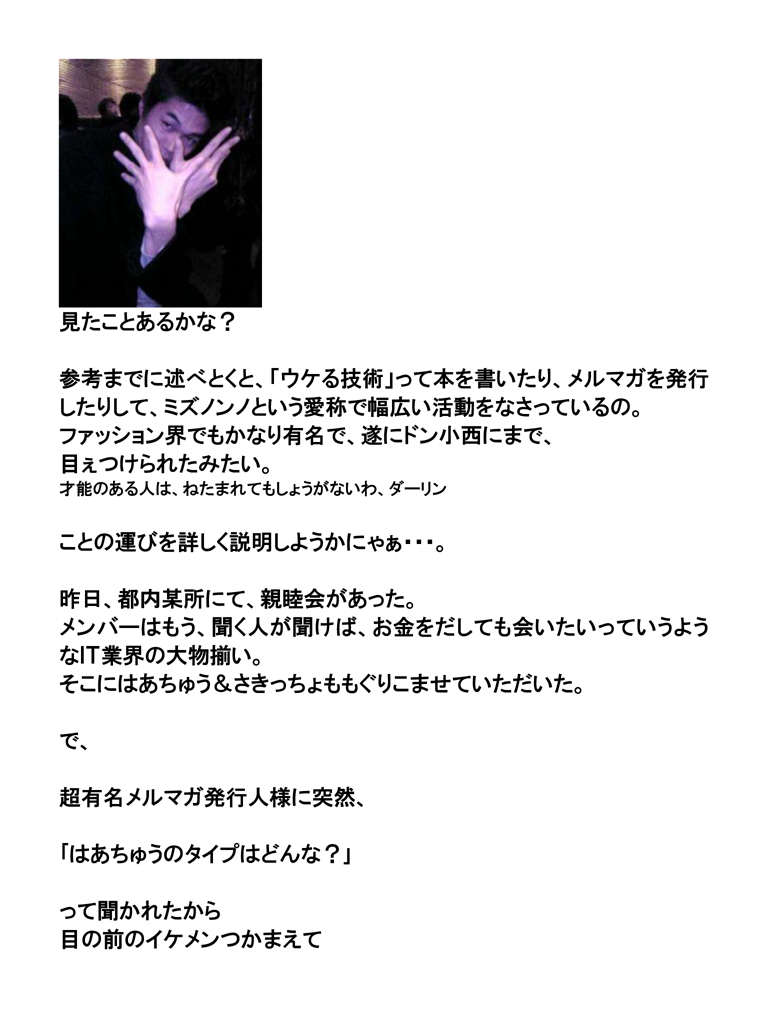 見たことあるかな？
参考までに述べとくと、「ウケる技術」って本を書いたり、メルマガを発行
したりして、ミズノンノという愛称で幅広い活動をなさっているの。
ファッション界でもかなり有名で、遂にドン小西にまで、
目ぇつけられたみたい。
才能のある人は、ねたまれてもしょうがないわ、ダーリン
ことの運びを詳しく説明しようかにゃぁ・・・。
昨日、都内某所にて、親睦会があった。
メンバーはもう、聞く人が聞けば、お金をだしても会いたいっていうよう
なIT業界の大物揃い。
そこにはあちゅう＆さきっちょももぐりこませていただいた。
で、
超有名メルマガ発行人様に突然、
「はあちゅうのタイプはどんな？」
って聞かれたから
目の前のイケメンつかまえて